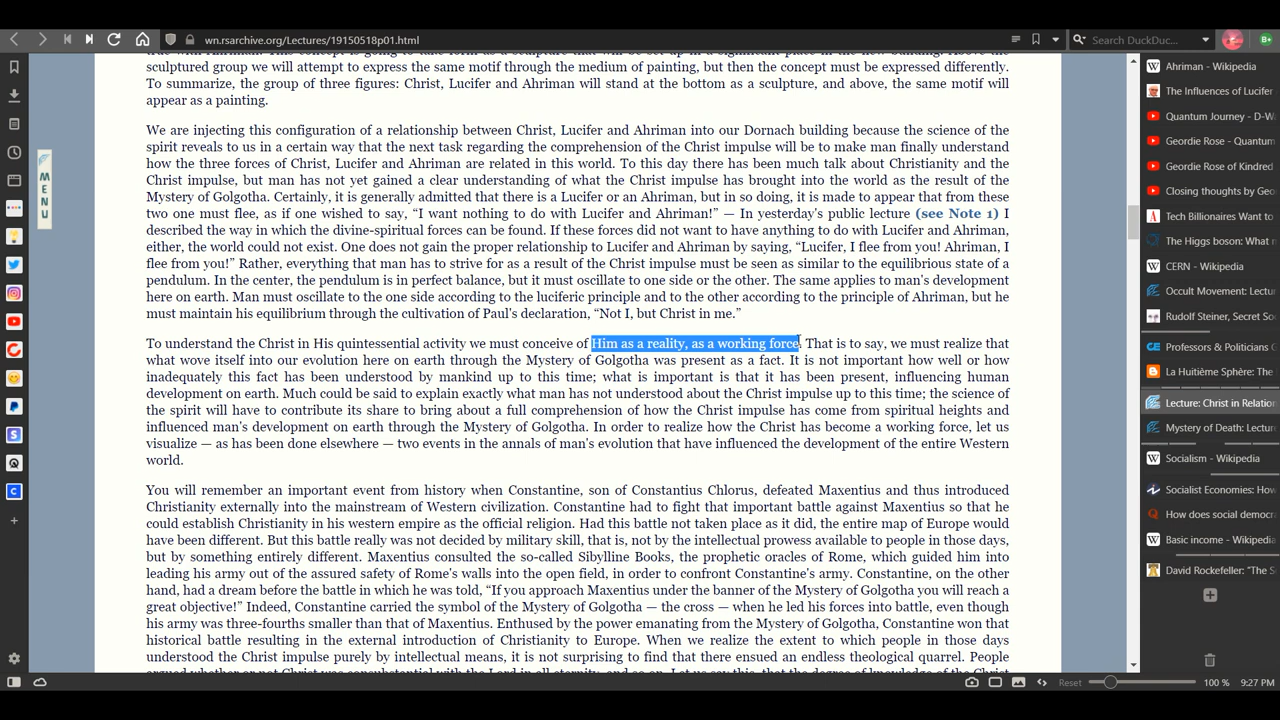 wn.rsarchive.org/Lectures/19150518p01.html
Search DuckDuc
B+
sculptured group we will attempt to express the same motif through the medium of painting, but then the concept must be expressed differently.
To summarize, the group of three figures: Christ, Lucifer and Ahriman will stand at the bottom as a sculpture, and above, the same motif will
appear as a painting.
We are injecting this configuration of a relationship between Christ, Lucifer and Ahriman into our Dornach building because the science of the
spirit reveals to us in a certain way that the next task regarding the comprehension of the Christ impulse will be to make man finally understand
how the three forces of Christ, Lucifer and Ahriman are related in this world. To this day there has been much talk about Christianity and the
Christ impulse, but man has not yet gained a clear understanding of what the Christ impulse has brought into the world as the result of the
Mystery of Golgotha. Certainly, it is generally admitted that there is a Lucifer or an Ahriman, but in so doing, it is made to appear that from these
two one must flee, as if one wished to say, “I want nothing to do with Lucifer and Ahriman!” — In yesterday's public lecture (see Note 1) I
described the way in which the divine-spiritual forces can be found. If these forces did not want to have anything to do with Lucifer and Ahriman,
either, the world could not exist. One does not gain the proper relationship to Lucifer and Ahriman by saying, “Lucifer, I flee from you! Ahriman, I
flee from you!” Rather, everything that man has to strive for as a result of the Christ impulse must be seen as similar to the equilibrious state of a
pendulum. In the center, the pendulum is in perfect balance, but it must oscillate to one side or the other. The same applies to man's development
here on earth. Man must oscillate to the one side according to the luciferic principle and to the other according to the principle of Ahriman, but he
must maintain his equilibrium through the cultivation of Paul's declaration, “Not I, but Christ in me.”
To understand the Christ in His quintessential activity we must conceive of Him as a reality, as a working force. That is to say, we must realize that
what wove itself into our evolution here on earth through the Mystery of Golgotha was present as a fact. It is not important how well or how
inadequately this fact has been understood by mankind up to this time; what is important is that it has been present, influencing human
development on earth. Much could be said to explain exactly what man has not understood about the Christ impulse up to this time; the science of
the spirit will have to contribute its share to bring about a full comprehension of how the Christ impulse has come from spiritual heights and
influenced man's development on earth through the Mystery of Golgotha. In order to realize how the Christ has become a working force, let us
visualize — as has been done elsewhere — two events in the annals of man's evolution that have influenced the development of the entire Western
world.
You will remember an important event from history when Constantine, son of Constantius Chlorus, defeated Maxentius and thus introduced
Christianity externally into the mainstream of Western civilization. Constantine had to fight that important battle against Maxentius so that he
could establish Christianity in his western empire as the official religion. Had this battle not taken place as it did, the entire map of Europe would
have been different. But this battle really was not decided by military skill, that is, not by the intellectual prowess available to people in those days,
but by something entirely different. Maxentius consulted the so-called Sibylline Books, the prophetic oracles of Rome, which guided him into
leading his army out of the assured safety of Rome's walls into the open field, in order to confront Constantine's army. Constantine, on the other
hand, had a dream before the battle in which he was told, “If you approach Maxentius under the banner of the Mystery of Golgotha you will reach a
great objective!” Indeed, Constantine carried the symbol of the Mystery of Golgotha — the cross — when he led his forces into battle, even though
his army was three-fourths smaller than that of Maxentius. Enthused by the power emanating from the Mystery of Golgotha, Constantine won that
historical battle resulting in the external introduction of Christianity to Europe. When we realize the extent to which people in those days
understood the Christ impulse purely by intellectual means, it is not surprising to find that there ensued an endless theological quarrel. People
MENU
Ahriman - Wikipedia
The Influences of Lucifer
Quantum Journey - D-W
Geordie Rose - Quantum
Geordie Rose of Kindred
Closing thoughts by Geo
Tech Billionaires Want to
The Higgs boson: What m
CERN - Wikipedia
Occult Movement: Lectu
Rudolf Steiner, Secret So
Professors & Politicians G
La Huitième Sphère: The
Lecture: Christ in Relatio
Mystery of Death: Lectur
Socialism - Wikipedia
Socialist Economies: How
How does social democr
Basic income - Wikipedia
David Rockefeller: "The S
Reset
100 %
9:27 PM